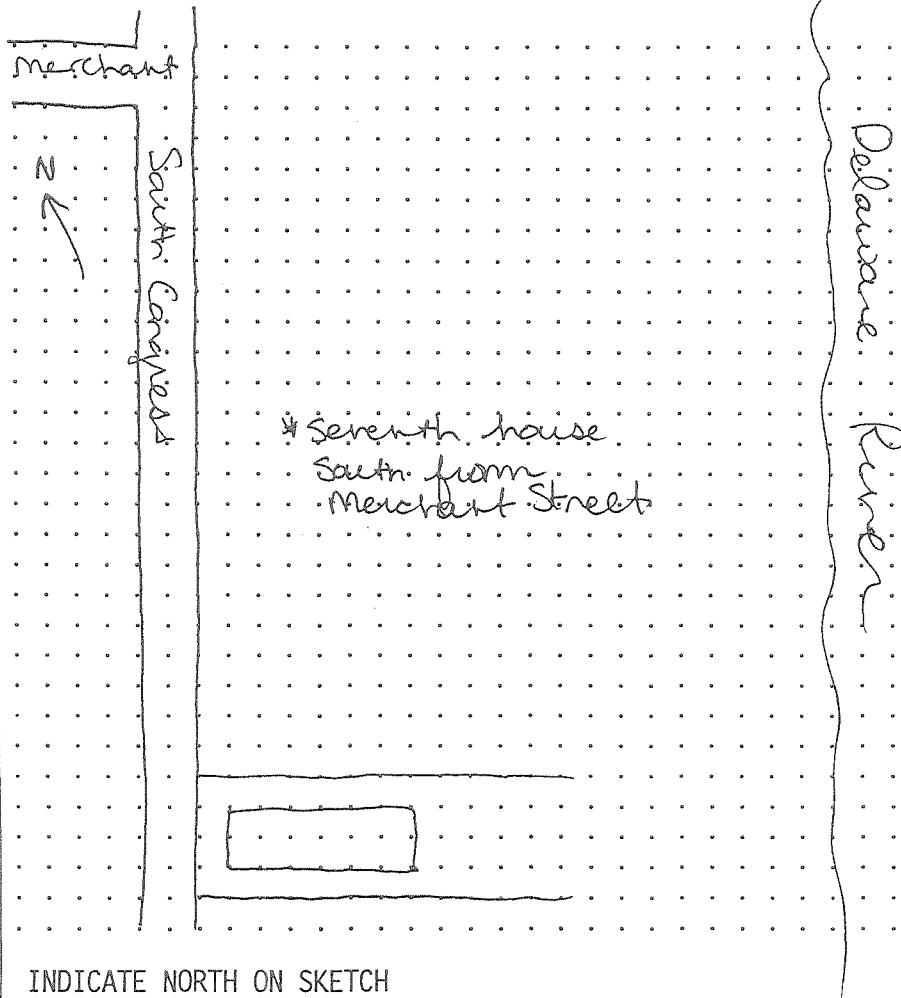 Merchant
N
South Congress
Delaware River
* Seventh house
South from
Merchant Street
INDICATE NORTH ON SKETCH